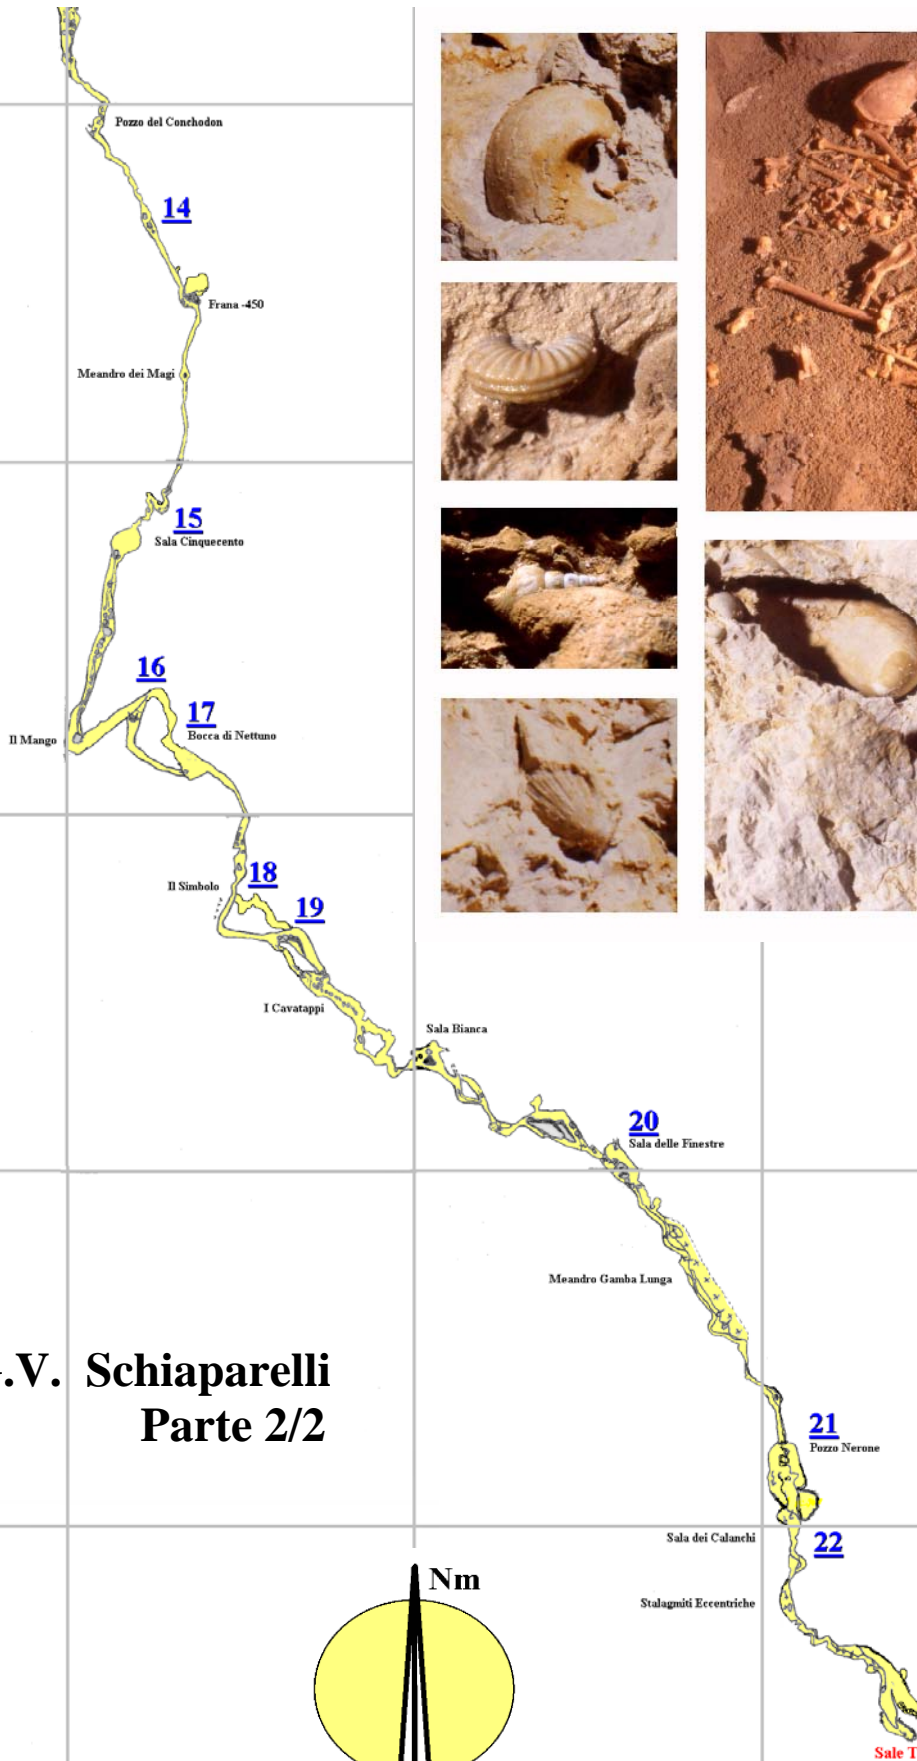 Pozzo del Conchodon
14
Frana -450
Meandro dei Magi
15
Sala Cinquecento
16
17
Bocca di Nettuno
Il Mango
18
Il Simbolo
19
I Cavatappi
Sala Bianca
20
Sala delle Finestre
Meandro Gamba Lunga
.V. Schiaparelli
Parte 2/2
21
Pozzo Nerone
Sala dei Calanchi
22
Nm
Stalagmiti Eccentriche
Sale T